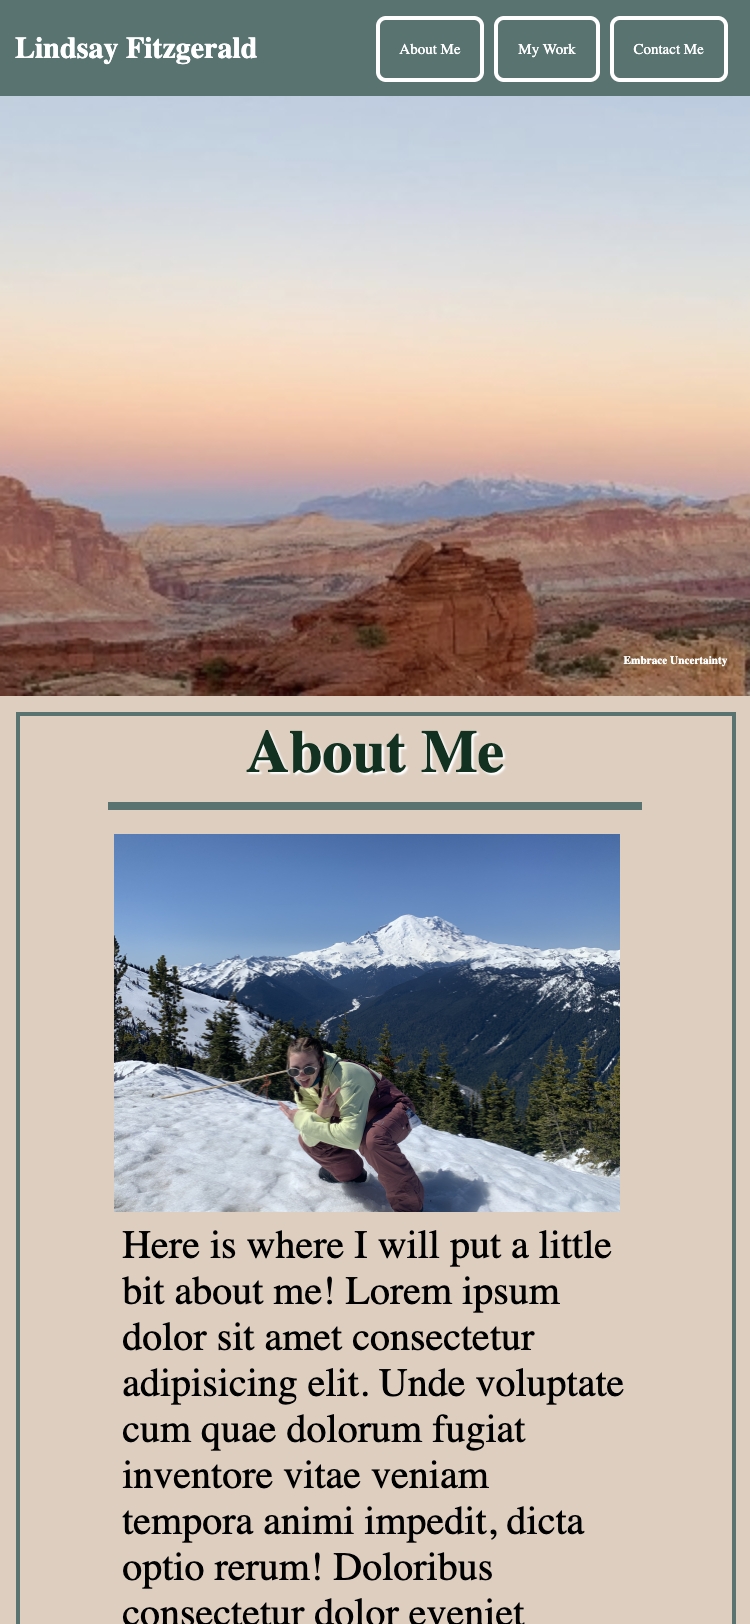 Lindsay Fitzgerald
About Me
My Work
Contact Me
Embrace Uncertainty
About Me
Here is where I will put a little
bit about me! Lorem ipsum
dolor sit amet consectetur
adipisicing elit. Unde voluptate
cum quae dolorum fugiat
inventore vitae veniam
tempora animi impedit, dicta
optio rerum! Doloribus
consectetur dolor eveniet